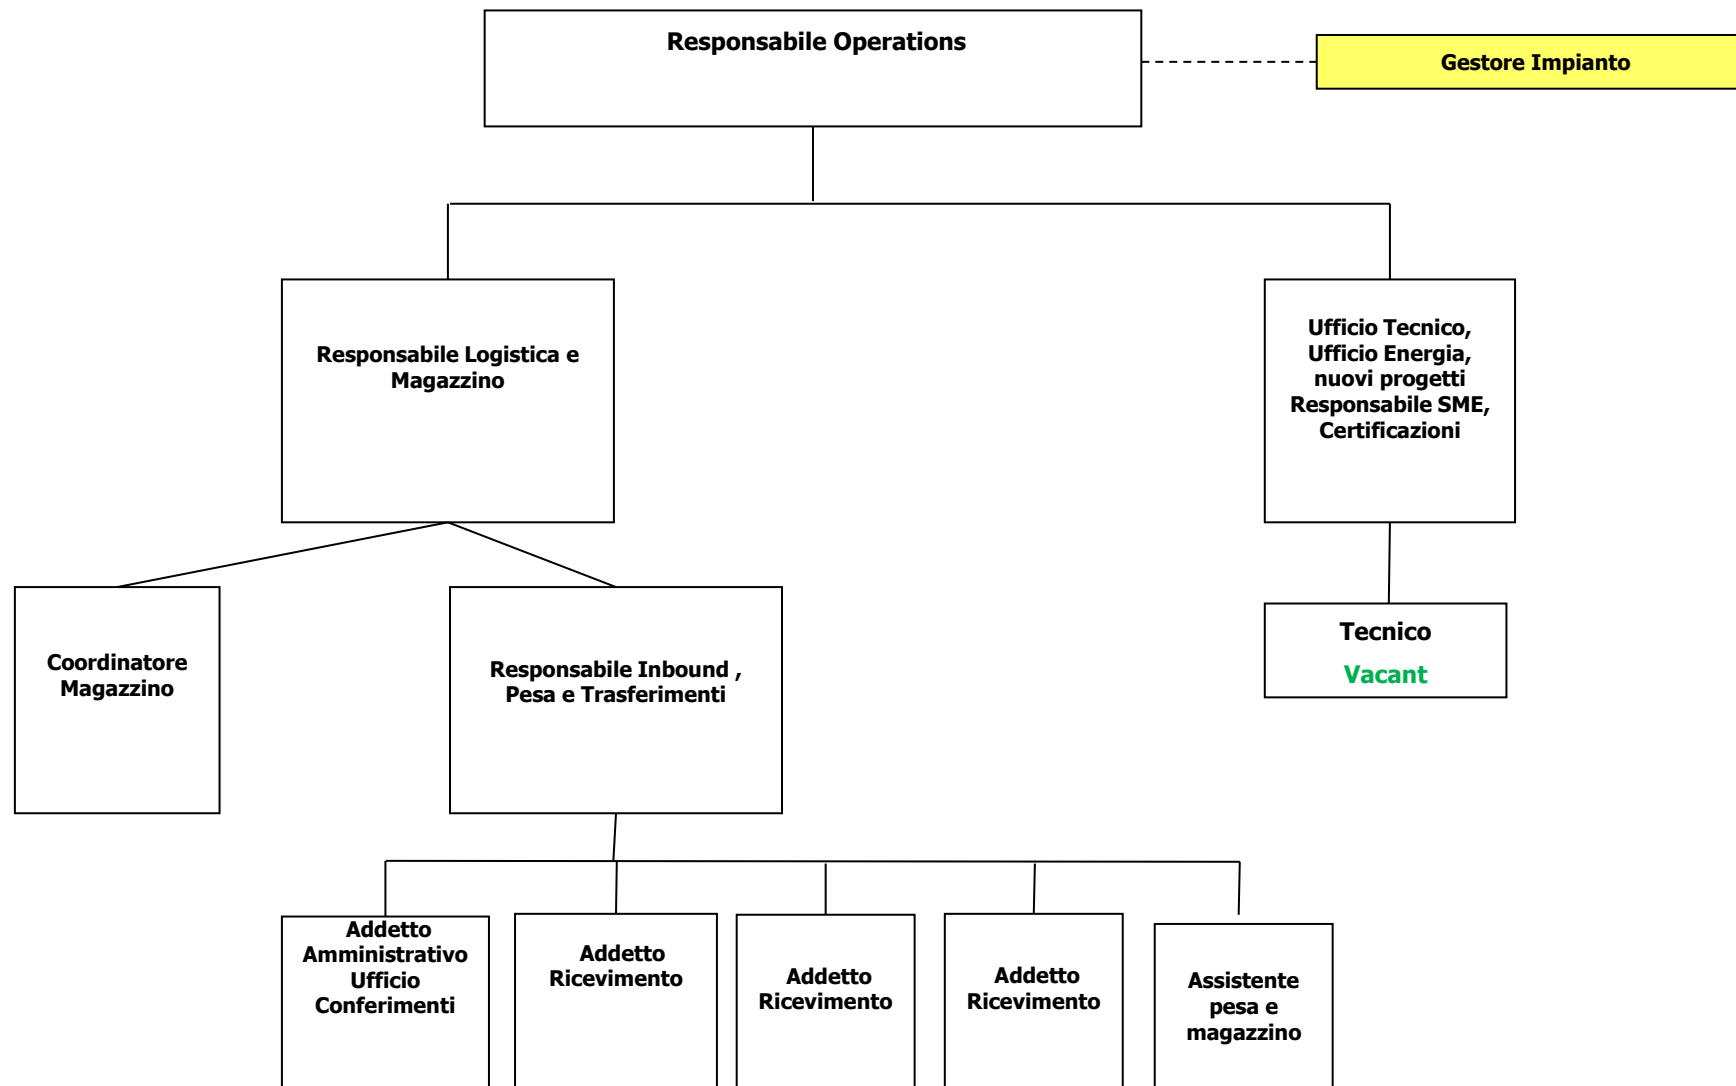 Responsabile Operations
Gestore Impianto
Responsabile Logistica e
Magazzino
Ufficio Tecnico,
Ufficio Energia,
nuovi progetti
Responsabile SME,
Certificazioni
Coordinatore
Magazzino
Responsabile Inbound ,
Pesa e Trasferimenti
Tecnico
Vacant
Addetto
Amministrativo
Ufficio
Conferimenti
Addetto
Ricevimento
Addetto
Ricevimento
Addetto
Ricevimento
Assistente
pesa e
magazzino